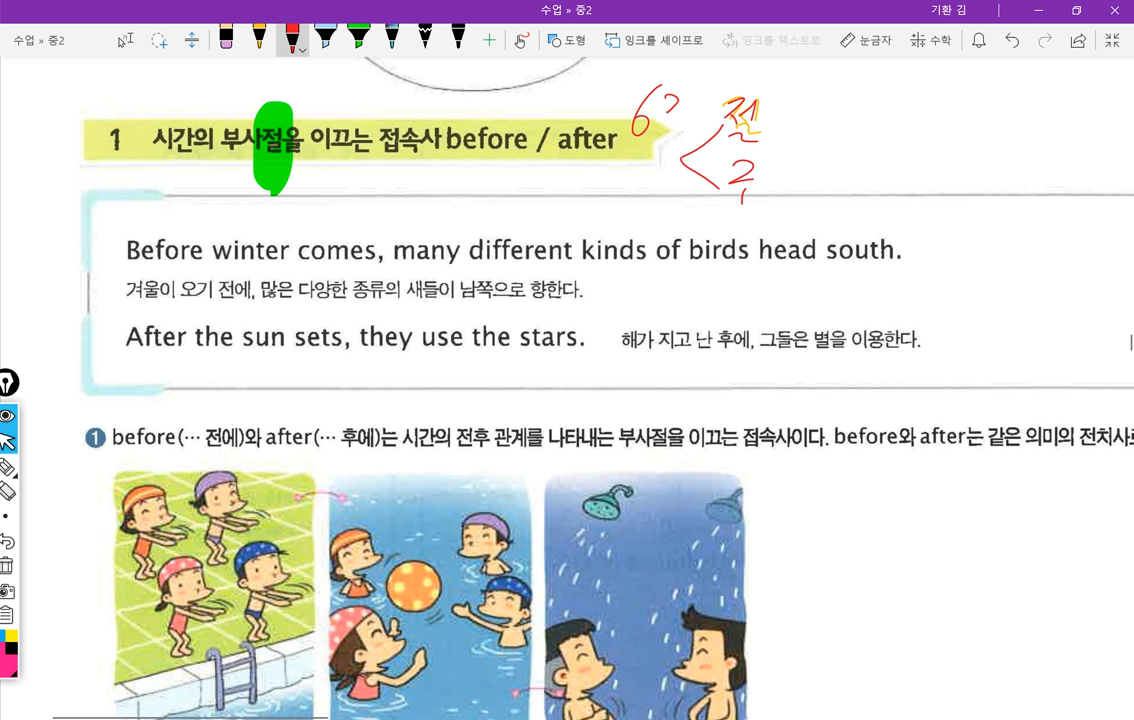 수업 » 중2
기환 김
수업 » 중2
도형
잉크를 셰이프로
잉크를 텍스트로
눈금자
수학
1 시간의 부사절을 이끄는 접속사 before / after
Before winter comes, many different kinds of birds head south.
겨울이 오기 전에, 많은 다양한 종류의 새들이 남쪽으로 향한다.
After the sun sets, they use the stars. 해가 지고 난 후에, 그들은 별을 이용한다.
1 before(… 전에)와 after(… 후에)는 시간의 전후 관계를 나타내는 부사절을 이끄는 접속사이다. before와 after는 같은 의미의 전치사로